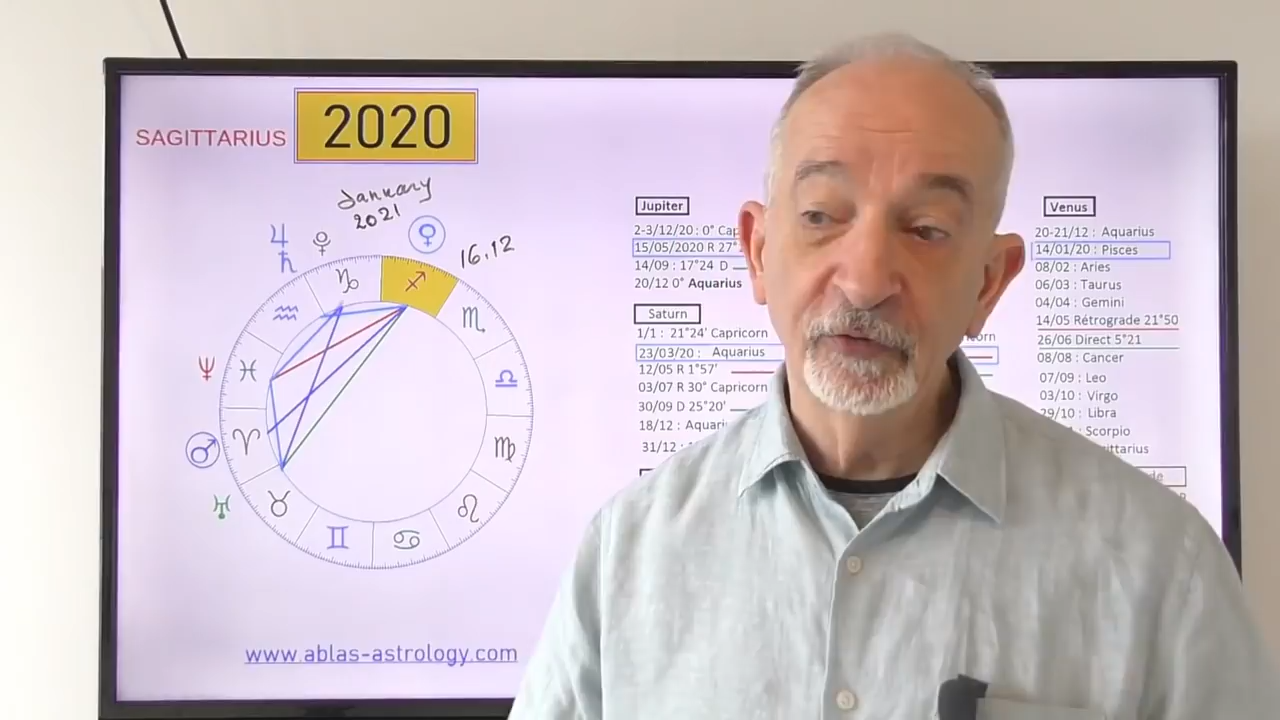 SAGITTARIUS
2020
January
2021
16.12
www.ablas-astrology.com
Jupiter
2-3/12/20 : 0° Cap
15/05/2020 R 27°
14/09 : 17°24 D
20/12 0° Aquarius
Saturn
1/1 : 21°24' Capricorn
23/03/20 : Aquarius
12/05 R 1°57'
03/07 R 30° Capricorn
30/09 D 25°20'
18/12 : Aquari
31/12 :
Venus
20-21/12 : Aquarius
14/01/20 : Pisces
08/02 : Aries
06/03 : Taurus
04/04 : Gemini
14/05 Rétrograde 21°50
26/06 Direct 5°21
08/08 : Cancer
07/09 : Leo
03/10 : Virgo
29/10 : Libra
: Scorpio
ittarius